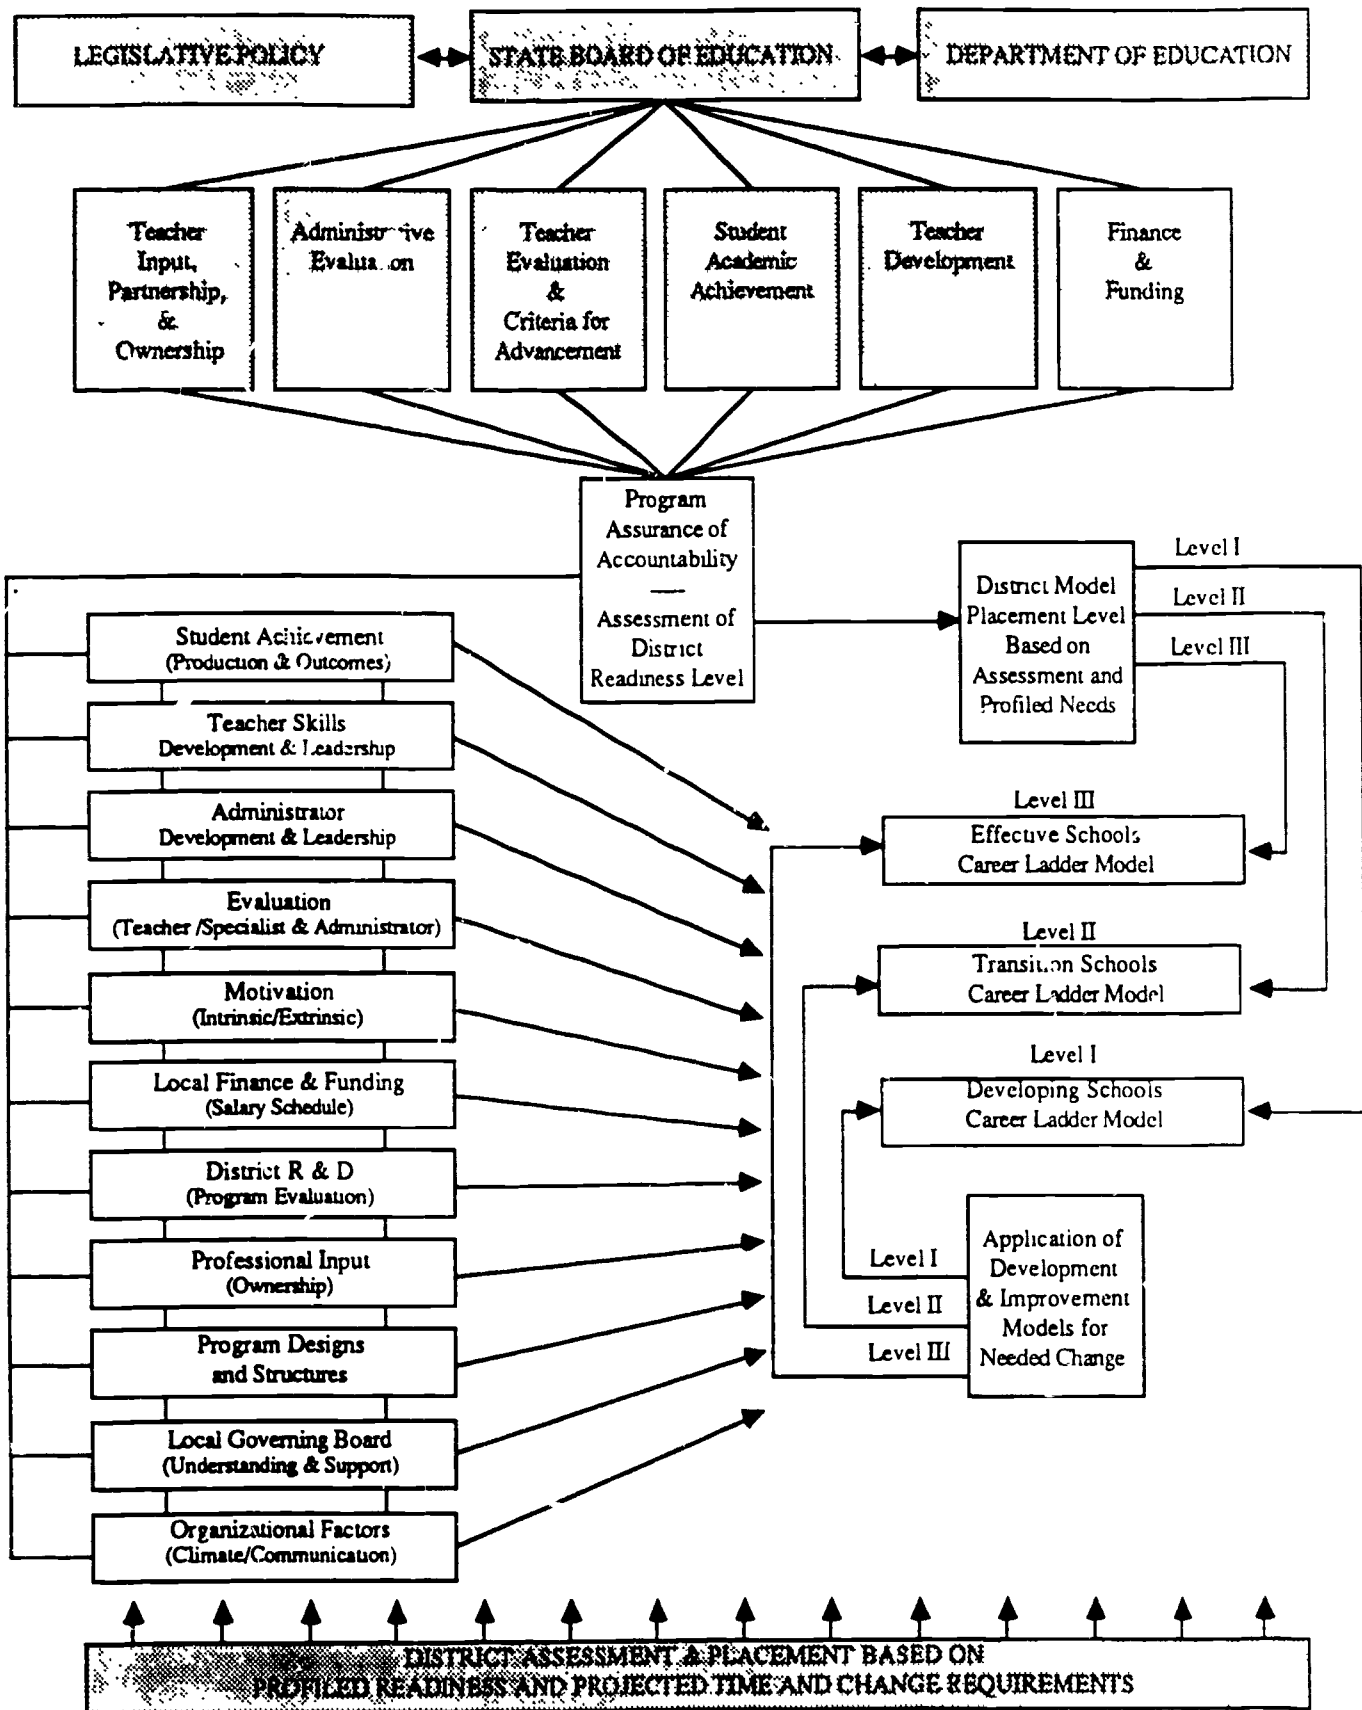 LEGISLATIVE POLICY
STATE BOARD OF EDUCATION
DEPARTMENT OF EDUCATION
Teacher
Input,
Partnership,
&
Ownership
Administrative
Evaluation
Teacher
Evaluation
&
Criteria for
Advancement
Student
Academic
Achievement
Teacher
Development
Finance
&
Funding
Program
Assurance of
Accountability
Assessment of
District
Readiness Level
District Model
Placement Level
Based on
Assessment and
Profiled Needs
Level I
Level II
Level III
Student Achievement
(Production & Outcomes)
Teacher Skills
Development & Leadership
Administrator
Development & Leadership
Evaluation
(Teacher /Specialist & Administrator)
Motivation
(Intrinsic/Extrinsic)
Local Finance & Funding
(Salary Schedule)
District R & D
(Program Evaluation)
Professional Input
(Ownership)
Program Designs
and Structures
Local Governing Board
(Understanding & Support)
Organizational Factors
(Climate/Communication)
Level III
Effective Schools
Career Ladder Model
Level II
Transition Schools
Career Ladder Model
Level I
Developing Schools
Career Ladder Model
Level I
Level II
Level III
Application of
Development
& Improvement
Models for
Needed Change
DISTRICT ASSESSMENT & PLACEMENT BASED ON
PROFILED READINESS AND PROJECTED TIME AND CHANGE REQUIREMENTS